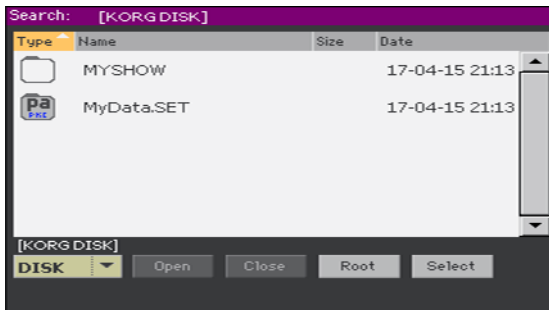 Search: [KORG DISK]
Type Name Size Date
MYSHOW 17-04-15 21:13
pa PKG MyData.SET 17-04-15 21:13
[KORG DISK]
DISK Open Close Root Select